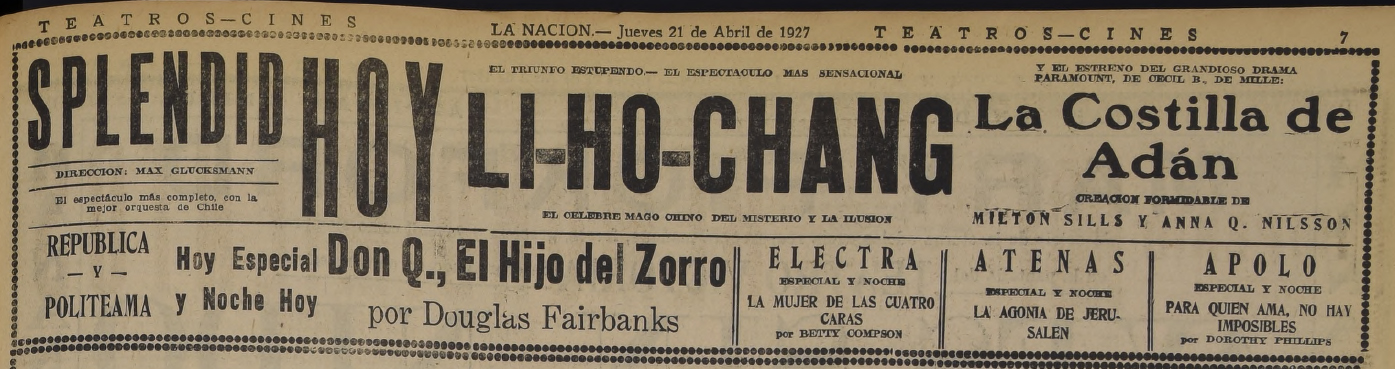 TEATROS—CINES
LA NACION.— Jueves 21 de Abril de 1927
TEATROS—CINES
7
SPLENDID
DIRECCION: MAX GLUCKSMANN
El espectáculo más completo, con la
mejor orquesta de Chile
HOY
EL TRIUNFO ESTUPENDO.— EL ESPECTACULO MAS SENSACIONAL
LI-HO-CHANG
EL CELEBRE MAGO CHINO DEL MISTERIO Y LA ILUSION
Y EL ESTRENO DEL GRANDIOSO DRAMA
PARAMOUNT, DE CECIL B. DE MILLE:
La Costilla de
Adán
CREACION FORMIDABLE DE
MILTON SILLS Y ANNA Q. NILSSON
REPUBLICA
— Y —
POLITEAMA
Hoy Especial
y Noche Hoy
Don Q., El Hijo del Zorro
por Douglas Fairbanks
ELECTRA
ESPECIAL Y NOCHE
LA MUJER DE LAS CUATRO
CARAS
por BETTY COMPSON
ATENAS
ESPECIAL Y NOCHE
LA AGONIA DE JERU-
SALEN
APOLO
ESPECIAL Y NOCHE
PARA QUIEN AMA, NO HAY
IMPOSIBLES
por DOROTHY PHILLIPS